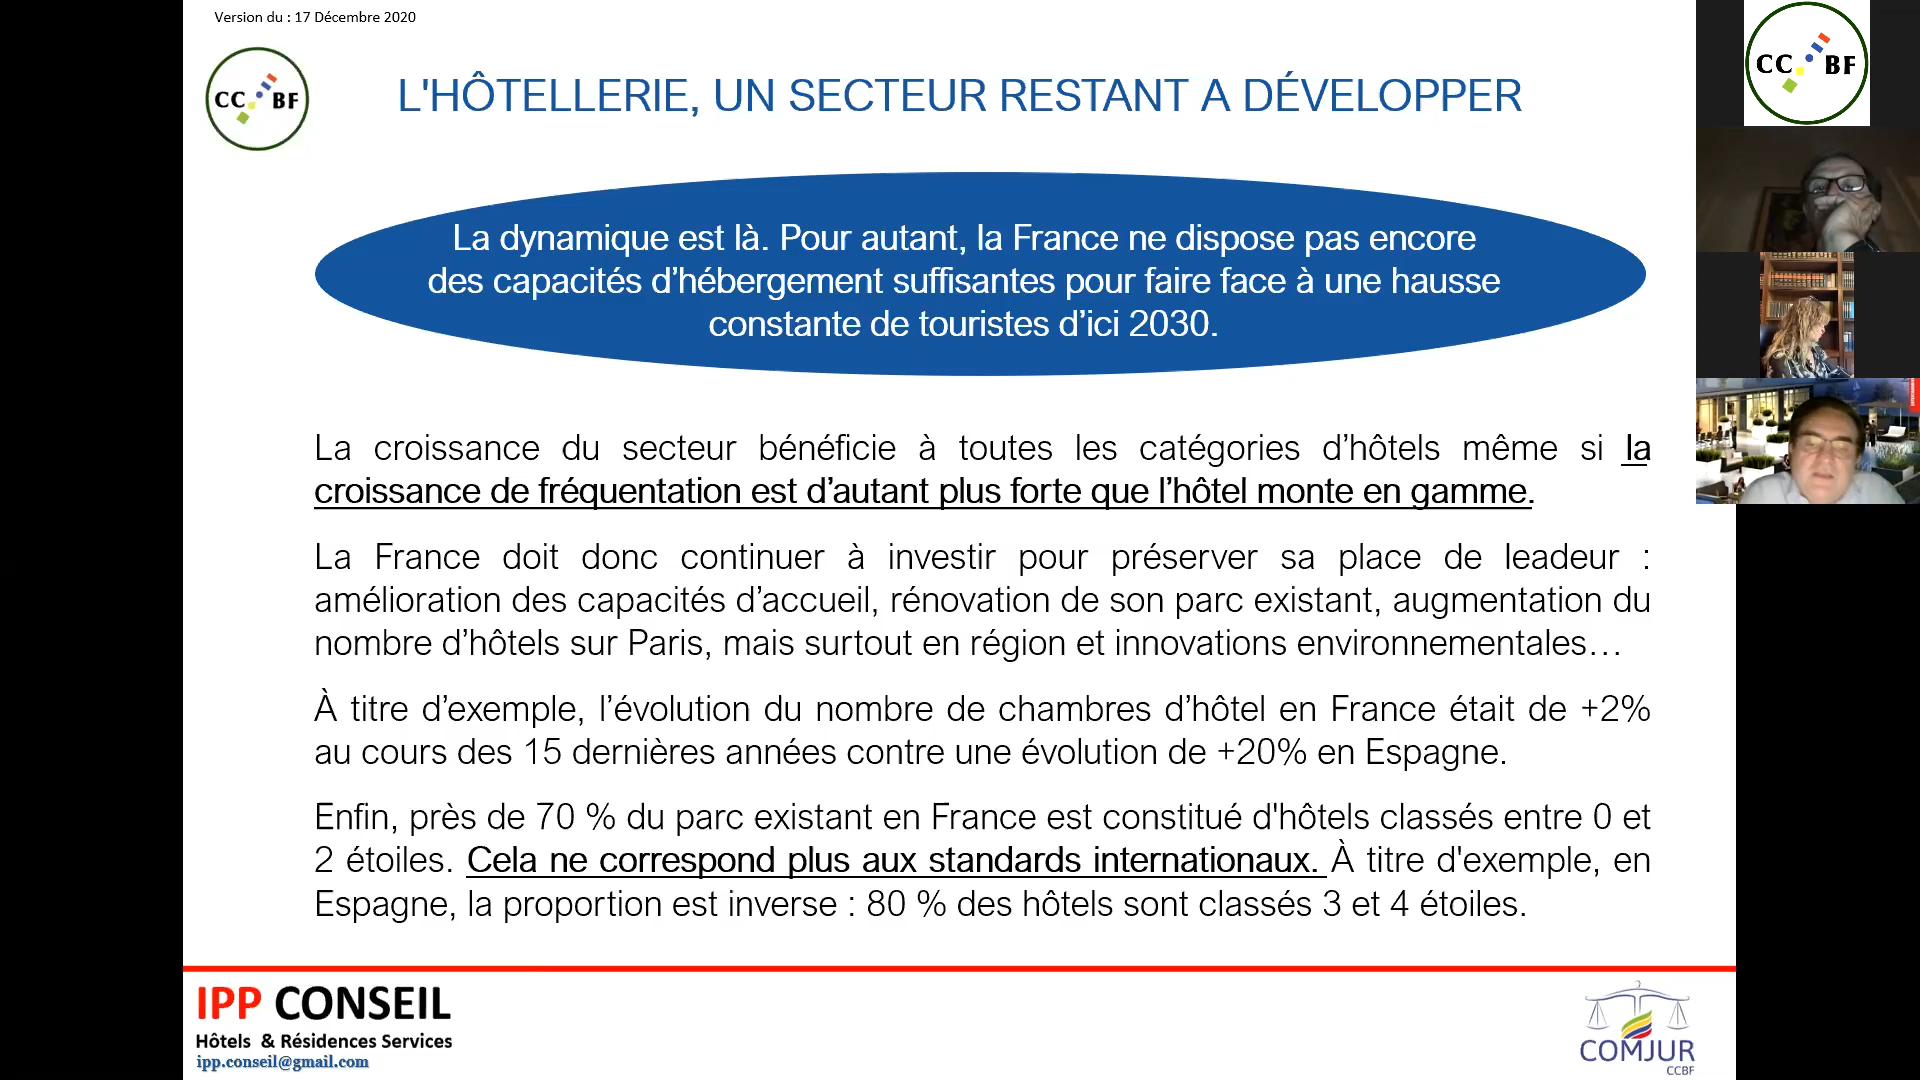 Version du : 17 Décembre 2020
CC BF
L'HÔTELLERIE, UN SECTEUR RESTANT A DÉVELOPPER
CC BF
La dynamique est là. Pour autant, la France ne dispose pas encore
des capacités d’hébergement suffisantes pour faire face à une hausse
constante de touristes d’ici 2030.
La croissance du secteur bénéficie à toutes les catégories d’hôtels même si la
croissance de fréquentation est d’autant plus forte que l’hôtel monte en gamme.
La France doit donc continuer à investir pour préserver sa place de leadeur :
amélioration des capacités d’accueil, rénovation de son parc existant, augmentation du
nombre d’hôtels sur Paris, mais surtout en région et innovations environnementales…
À titre d’exemple, l’évolution du nombre de chambres d’hôtel en France était de +2%
au cours des 15 dernières années contre une évolution de +20% en Espagne.
Enfin, près de 70 % du parc existant en France est constitué d'hôtels classés entre 0 et
2 étoiles. Cela ne correspond plus aux standards internationaux. À titre d'exemple, en
Espagne, la proportion est inverse : 80 % des hôtels sont classés 3 et 4 étoiles.
IPP CONSEIL
Hôtels & Résidences Services
ipp.conseil@gmail.com
COMJUR
CCBF